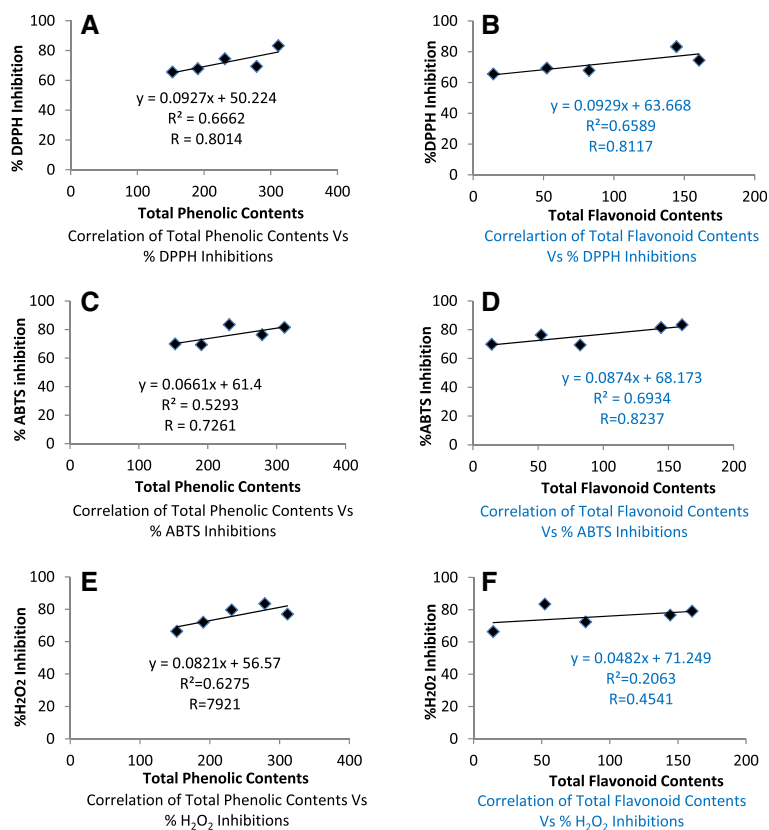 A
100
80
60
40
20
0
% DPPH Inhibition
y = 0.0927x + 50.224
R² = 0.6662
R = 0.8014
0 100 200 300 400
Total Phenolic Contents
Correlation of Total Phenolic Contents Vs
% DPPH Inhibitions
B
100
80
60
40
20
0
%DPPH Inhibition
y = 0.0929x + 63.668
R²=0.6589
R=0.8117
0 50 100 150 200
Total Flavonoid Contents
Correlartion of Total Flavonoid Contents
Vs % DPPH Inhibitions
C
100
80
60
40
20
0
% ABTS inhibition
y = 0.0661x + 61.4
R² = 0.5293
R = 0.7261
0 100 200 300 400
Total Phenolic Contents
Correlation of Total Phenolic Contents Vs
% ABTS Inhibitions
D
100
80
60
40
20
0
%ABTS Inhibition
y = 0.0874x + 68.173
R² = 0.6934
R=0.8237
0 50 100 150 200
Total Flavonoid Contents
Correlation of Total Flavonoid Contents
Vs % ABTS Inhibitions
E
100
80
60
40
20
0
%H2O2 Inhibition
y = 0.0821x + 56.57
R²=0.6275
R=7921
0 100 200 300 400
Total Phenolic Contents
Correlation of Total Phenolic Contents Vs
% H₂O₂ Inhibitions
F
100
80
60
40
20
0
%H202 Inhibition
y = 0.0482x + 71.249
R²=0.2063
R=0.4541
0 50 100 150 200
Total Flavonoid Contents
Correlation of Total Flavonoid Contents
Vs % H₂O₂ Inhibitions